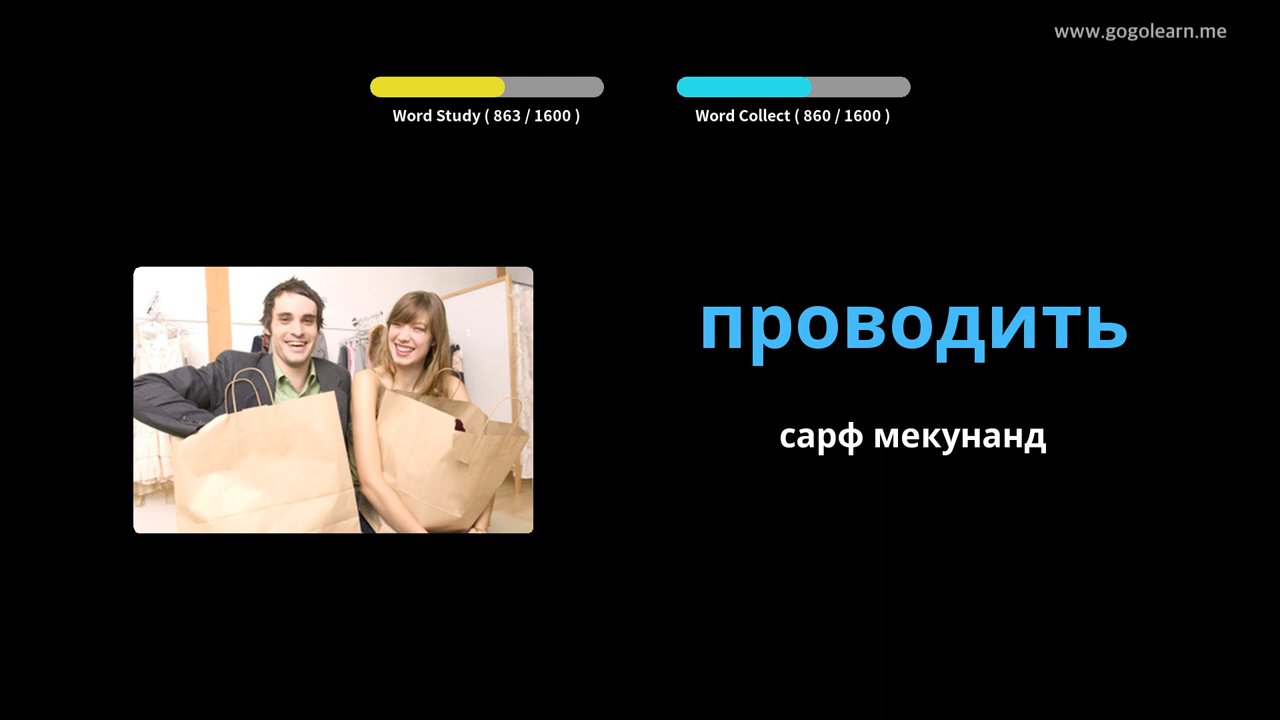 www.gogolearn.me
Word Study ( 863 / 1600 )
Word Collect ( 860 / 1600 )
проводить
сарф мекунанд